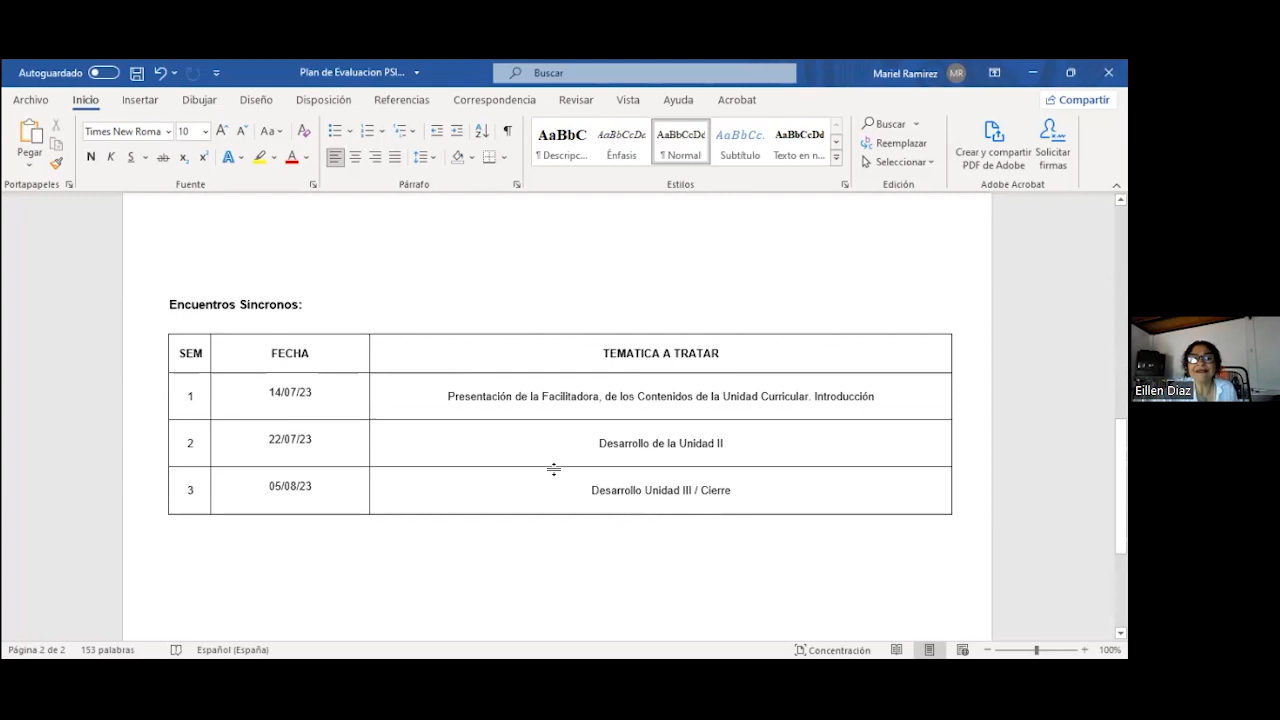 Autoguardado
Plan de Evaluacion PSI...
Buscar
Mariel Ramirez
MR
Archivo Inicio Insertar Dibujar Diseño Disposición Referencias Correspondencia Revisar Vista Ayuda Acrobat
Compartir
Pegar
Portapapeles
Times New Roma
10
Aa
N K S ab x₂ x² A A
Fuente
Párrafo
AaBbC
AaBbCcDc
AaBbCcDc
AaBbCc.
AaBbCcDd
¶ Descripc...
Énfasis
¶ Normal
Subtítulo
Texto en n...
Estilos
Buscar
Reemplazar
Seleccionar
Edición
Crear y compartir
PDF de Adobe
Solicitar
firmas
Adobe Acrobat
Encuentros Sincronos:
SEM FECHA TEMATICA A TRATAR
1 14/07/23 Presentación de la Facilitadora, de los Contenidos de la Unidad Curricular. Introducción
2 22/07/23 Desarrollo de la Unidad II
3 05/08/23 Desarrollo Unidad III / Cierre
Eillen Diaz
Página 2 de 2
153 palabras
Español (España)
Concentración
100%